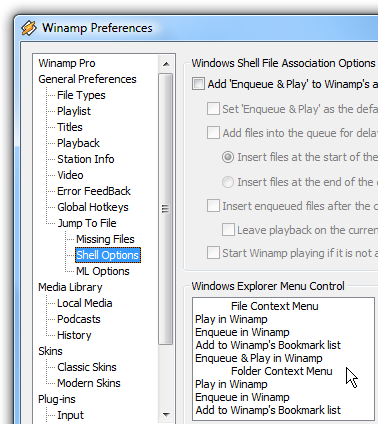 Winamp Preferences
Winamp Pro
General Preferences
File Types
Playlist
Titles
Playback
Station Info
Video
Error FeedBack
Global Hotkeys
Jump To File
Missing Files
Shell Options
ML Options
Media Library
Local Media
Podcasts
History
Skins
Classic Skins
Modern Skins
Plug-ins
Input
Windows Shell File Association Options
Add 'Enqueue & Play' to Winamp's a
Set 'Enqueue & Play' as the defa
Add files into the queue for dela
Insert files at the start of the
Insert files at the end of the
Insert enqueued files after the c
Leave playback on the curren
Start Winamp playing if it is not a
Windows Explorer Menu Control
File Context Menu
Play in Winamp
Enqueue in Winamp
Add to Winamp's Bookmark list
Enqueue & Play in Winamp
Folder Context Menu
Play in Winamp
Enqueue in Winamp
Add to Winamp's Bookmark list